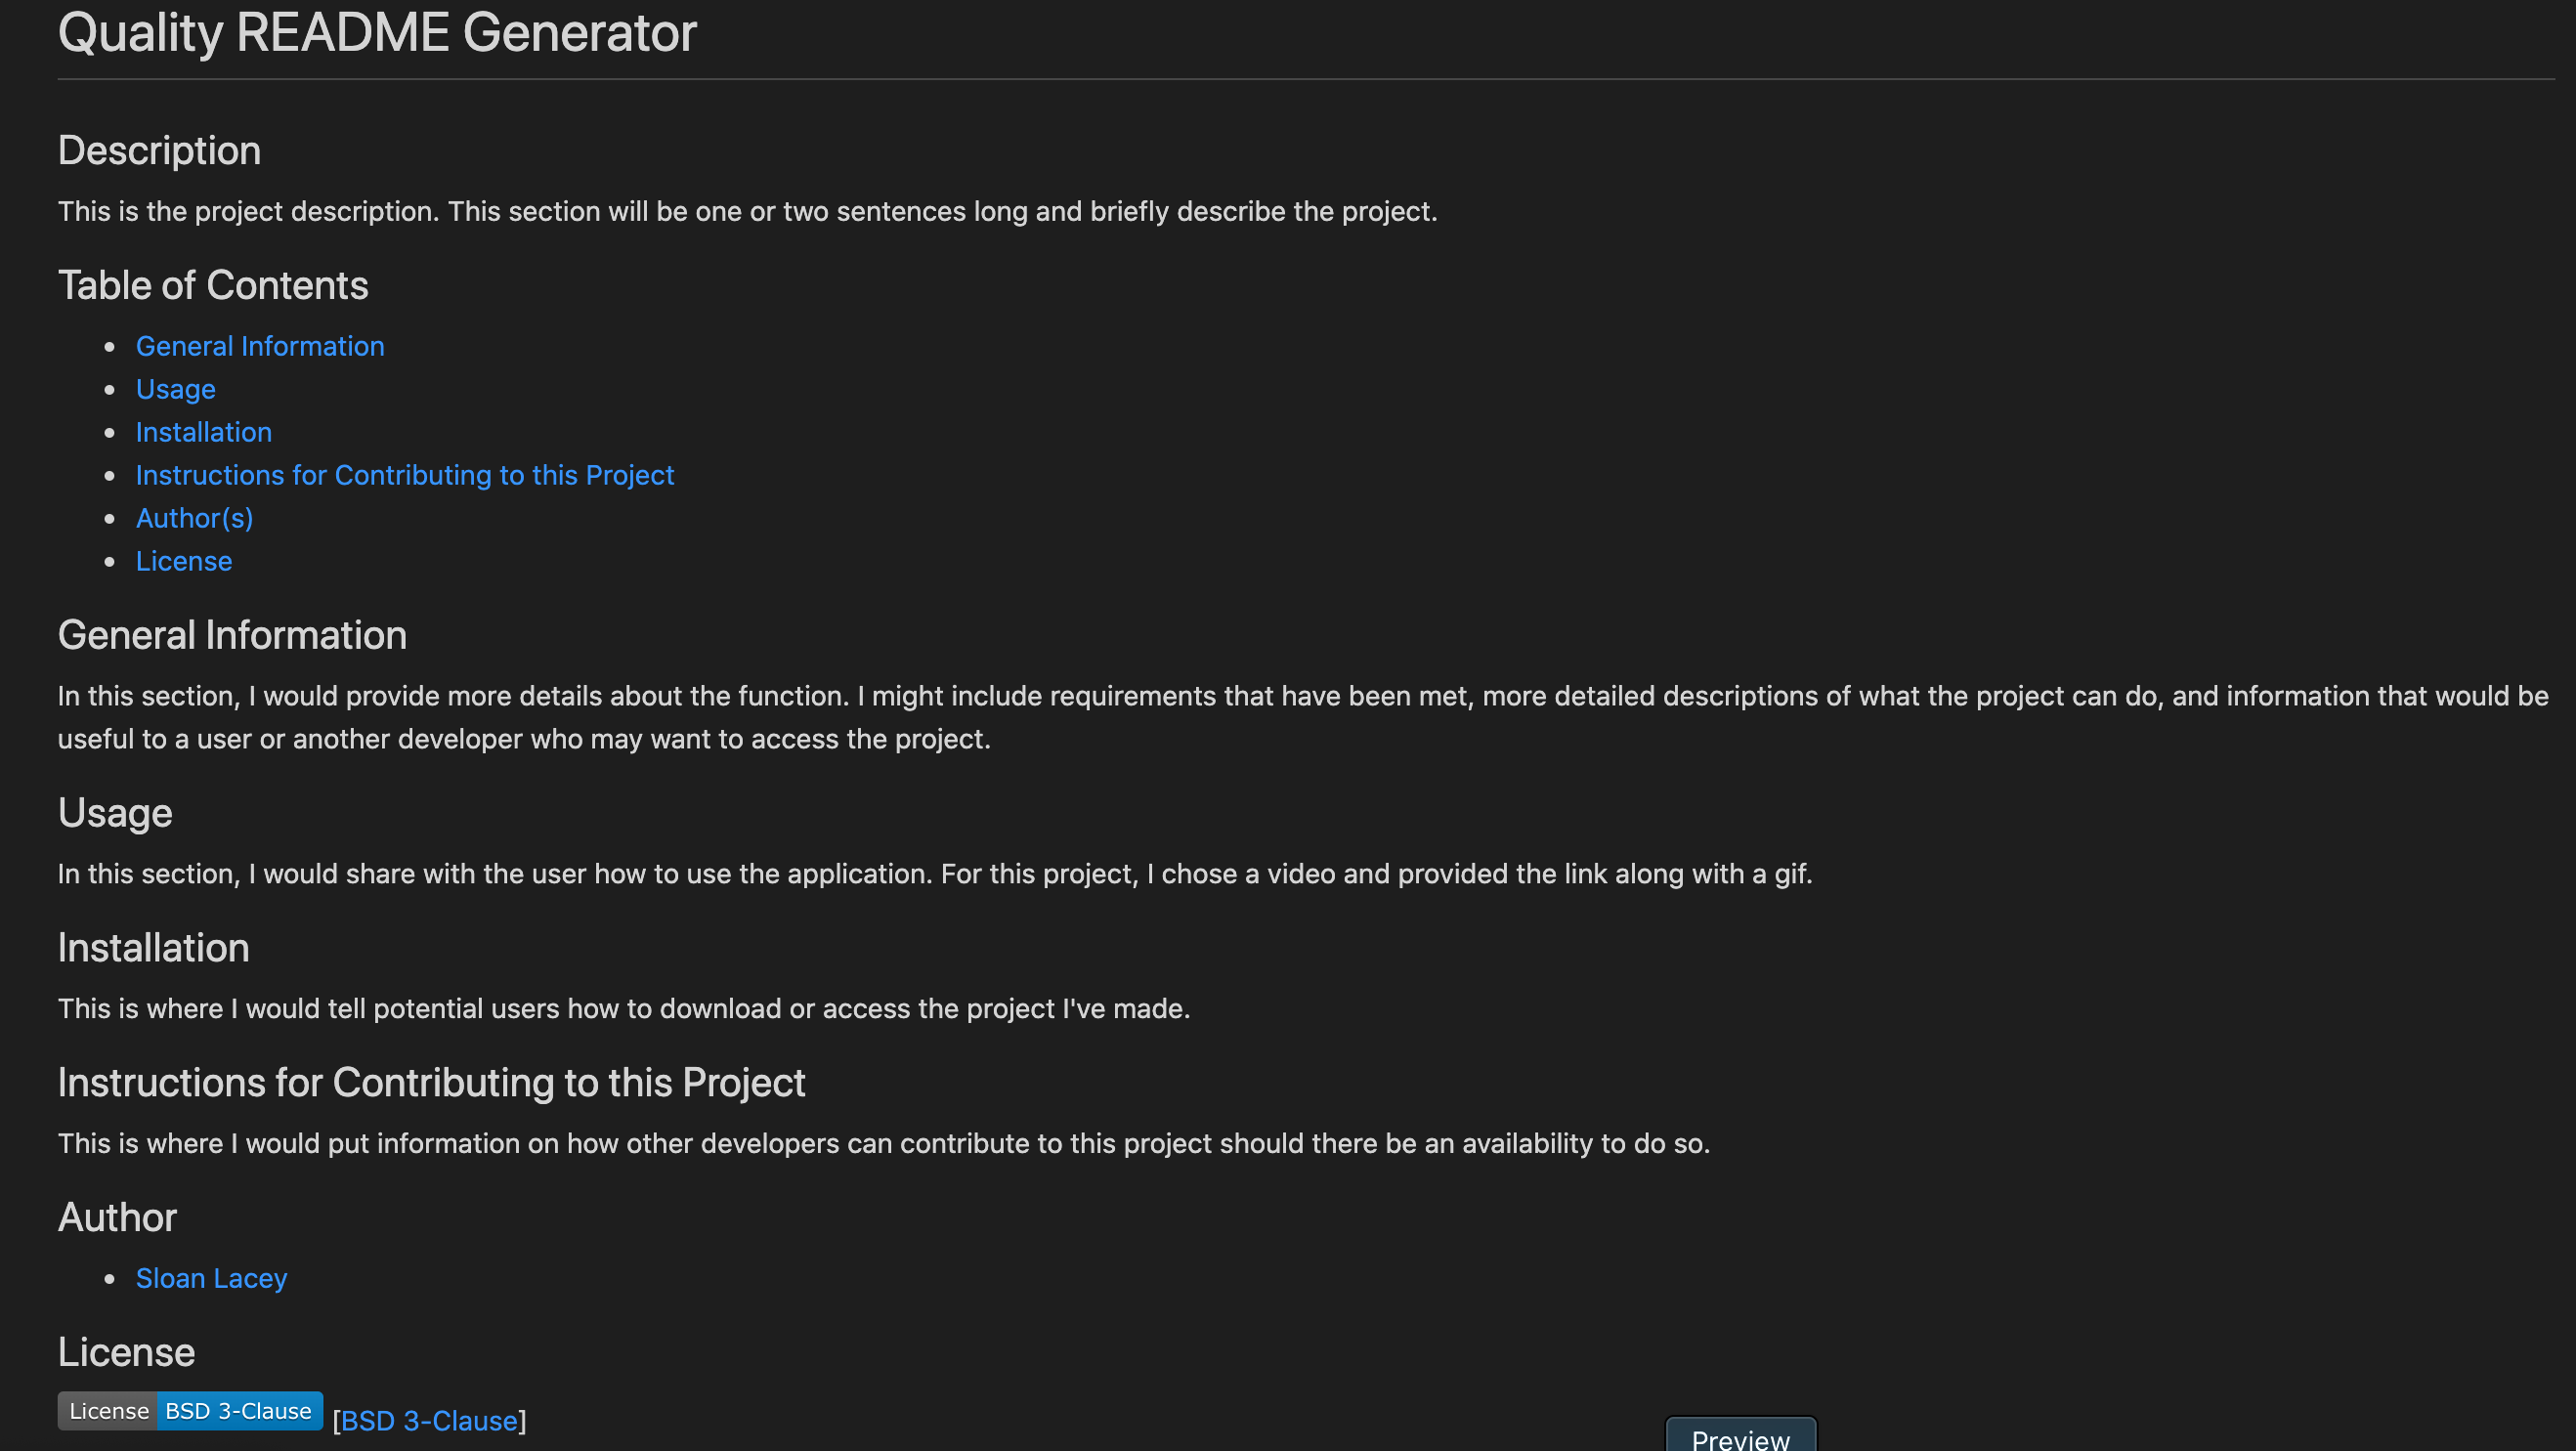 Quality README Generator
Description
This is the project description. This section will be one or two sentences long and briefly describe the project.
Table of Contents
General Information
Usage
Installation
Instructions for Contributing to this Project
Author(s)
License
General Information
In this section, I would provide more details about the function. I might include requirements that have been met, more detailed descriptions of what the project can do, and information that would be
useful to a user or another developer who may want to access the project.
Usage
In this section, I would share with the user how to use the application. For this project, I chose a video and provided the link along with a gif.
Installation
This is where I would tell potential users how to download or access the project I've made.
Instructions for Contributing to this Project
This is where I would put information on how other developers can contribute to this project should there be an availability to do so.
Author
Sloan Lacey
License
License BSD 3-Clause [BSD 3-Clause]
Preview